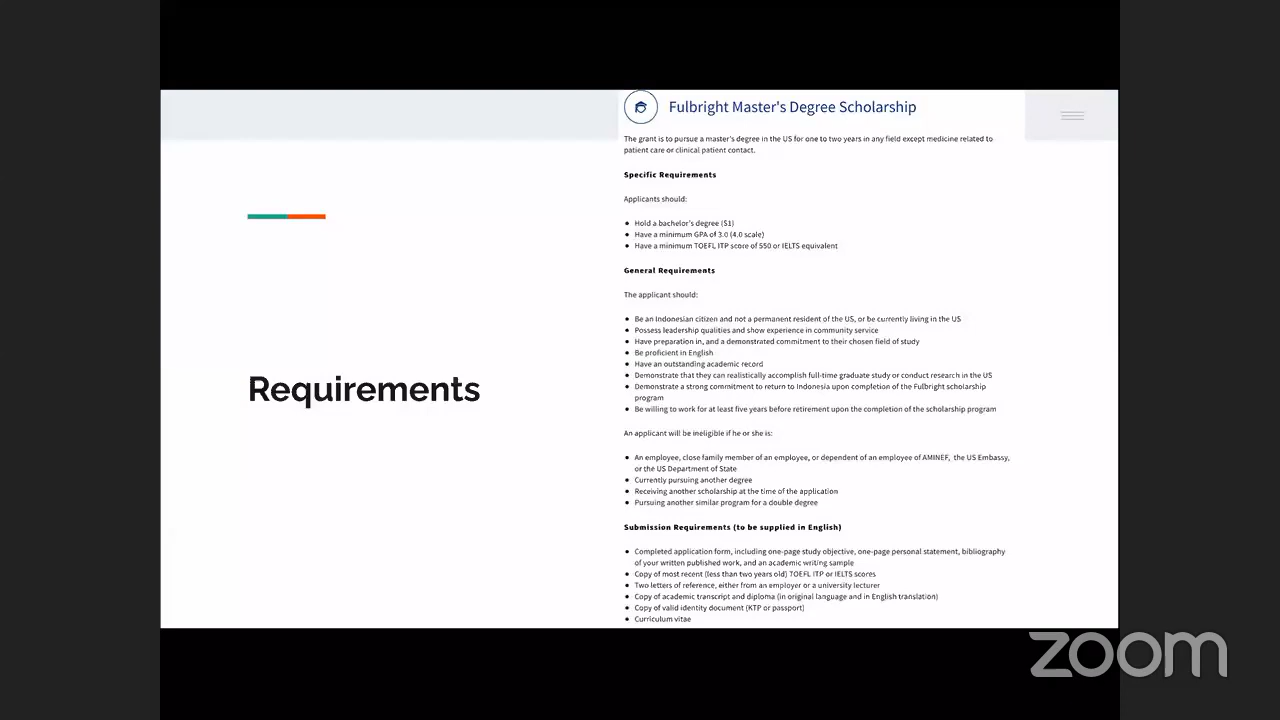 Fulbright Master's Degree Scholarship
The grant is to pursue a master's degree in the US for one to two years in any field except medicine related to
patient care or clinical patient contact.
Specific Requirements
Applicants should:
Hold a bachelor's degree (S1)
Have a minimum GPA of 3.0 (4.0 scale)
Have a minimum TOEFL ITP score of 550 or IELTS equivalent
General Requirements
The applicant should:
Be an Indonesian citizen and not a permanent resident of the US, or be currently living in the US
Possess leadership qualities and show experience in community service
Have preparation in, and a demonstrated commitment to their chosen field of study
Be proficient in English
Have an outstanding academic record
Demonstrate that they can realistically accomplish full-time graduate study or conduct research in the US
Demonstrate a strong commitment to return to Indonesia upon completion of the Fulbright scholarship
program
Be willing to work for at least five years before retirement upon the completion of the scholarship program
An applicant will be ineligible if he or she is:
An employee, close family member of an employee, or dependent of an employee of AMINEF, the US Embassy,
or the US Department of State
Currently pursuing another degree
Receiving another scholarship at the time of the application
Pursuing another similar program for a double degree
Submission Requirements (to be supplied in English)
Completed application form, including one-page study objective, one-page personal statement, bibliography
of your written published work, and an academic writing sample
Copy of most recent (less than two years old) TOEFL ITP or IELTS scores
Two letters of reference, either from an employer or a university lecturer
Copy of academic transcript and diploma (in original language and in English translation)
Copy of valid identity document (KTP or passport)
Curriculum vitae
Requirements
zoom